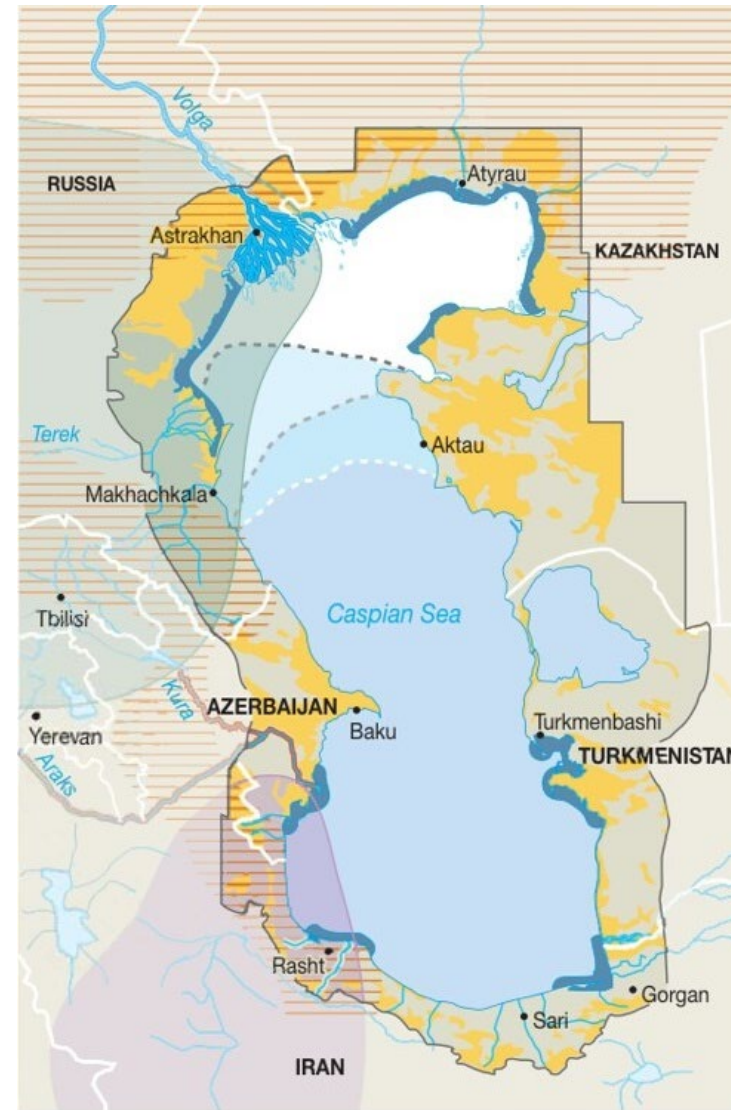 Volga
RUSSIA
Atyrau
Astrakhan
KAZAKHSTAN
Terek
Aktau
Makhachkala
Tbilisi
Caspian Sea
Kura
AZERBAIJAN
Baku
Turkmenbashi
Yerevan
TURKMENISTAN
Araks
Rasht
Gorgan
Sari
IRAN